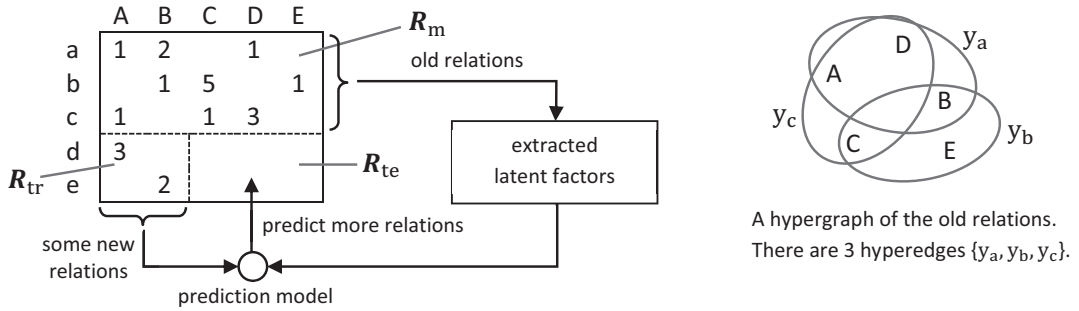 A B C D E
a 1 2 1
b 1 5 1
c 1 1 3
d 3
e 2
R_m
old relations
R_tr
R_te
extracted
latent factors
predict more relations
some new
relations
prediction model
D
y_a
A
B
y_c
y_b
C
E
A hypergraph of the old relations.
There are 3 hyperedges {y_a, y_b, y_c}.